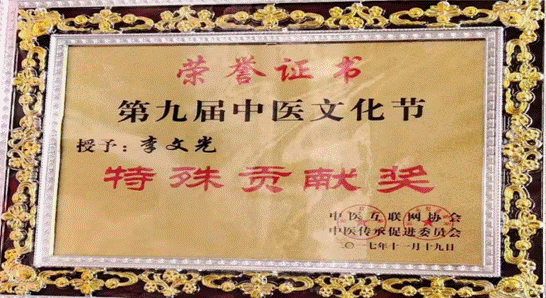 荣誉证书
第九届中医文化节
授予：李文光
特殊贡献奖
中医互联网协会
中医传承促进委员会
二〇一七年十一月十九日